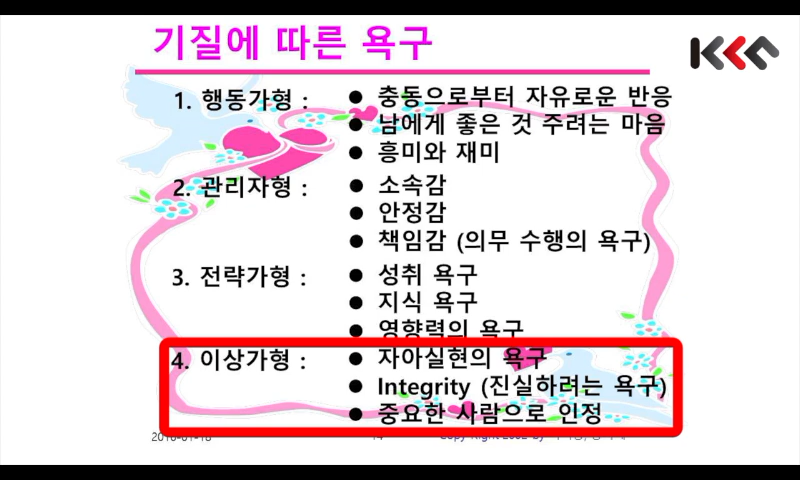 기질에 따른 욕구
KCC
1. 행동가형 : ● 충동으로부터 자유로운 반응
● 남에게 좋은 것 주려는 마음
● 흥미와 재미
2. 관리자형 : ● 소속감
● 안정감
● 책임감 (의무 수행의 욕구)
3. 전략가형 : ● 성취 욕구
● 지식 욕구
● 영향력의 욕구
4. 이상가형 : ● 자아실현의 욕구
● Integrity (진실하려는 욕구)
● 중요한 사람으로 인정